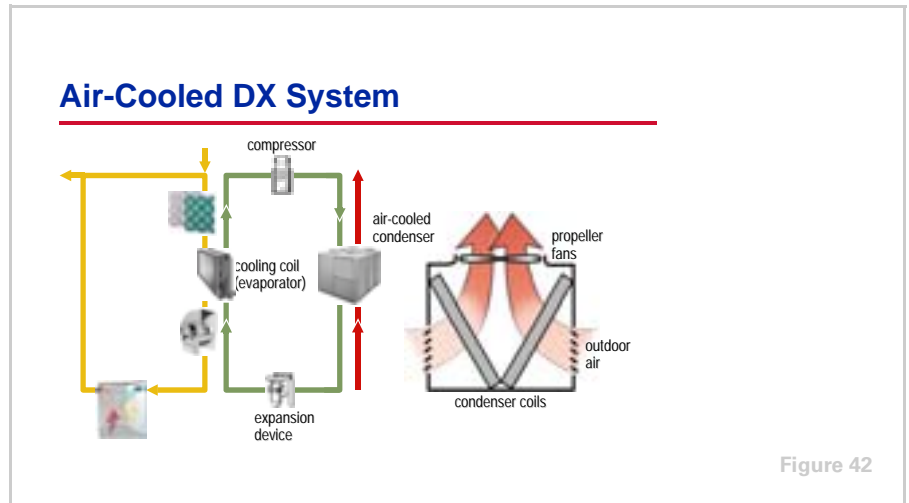 Air-Cooled DX System
compressor
air-cooled
condenser
cooling coil
(evaporator)
expansion
device
propeller
fans
outdoor
air
condenser coils
Figure 42